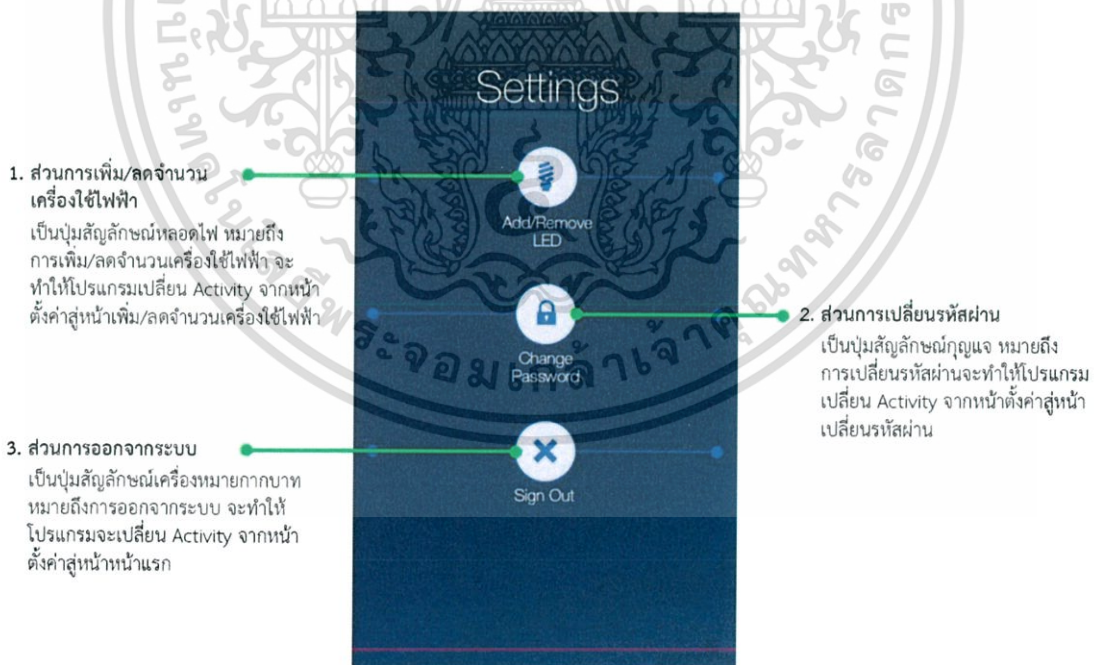 Settings
1. ส่วนการเพิ่ม/ลดจำนวน
เครื่องใช้ไฟฟ้า
เป็นปุ่มสัญลักษณ์หลอดไฟ หมายถึง
การเพิ่ม/ลดจำนวนเครื่องใช้ไฟฟ้า จะ
ทำให้โปรแกรมเปลี่ยน Activity จากหน้า
ตั้งค่าสู่หน้าเพิ่ม/ลดจำนวนเครื่องใช้ไฟฟ้า
Add/Remove
LED
2. ส่วนการเปลี่ยนรหัสผ่าน
เป็นปุ่มสัญลักษณ์กุญแจ หมายถึง
การเปลี่ยนรหัสผ่านจะทำให้โปรแกรม
เปลี่ยน Activity จากหน้าตั้งค่าสู่หน้า
เปลี่ยนรหัสผ่าน
Change
Password
3. ส่วนการออกจากระบบ
เป็นปุ่มสัญลักษณ์เครื่องหมายกากบาท
หมายถึงการออกจากระบบ จะทำให้
โปรแกรมจะเปลี่ยน Activity จากหน้า
ตั้งค่าสู่หน้าหน้าแรก
Sign Out